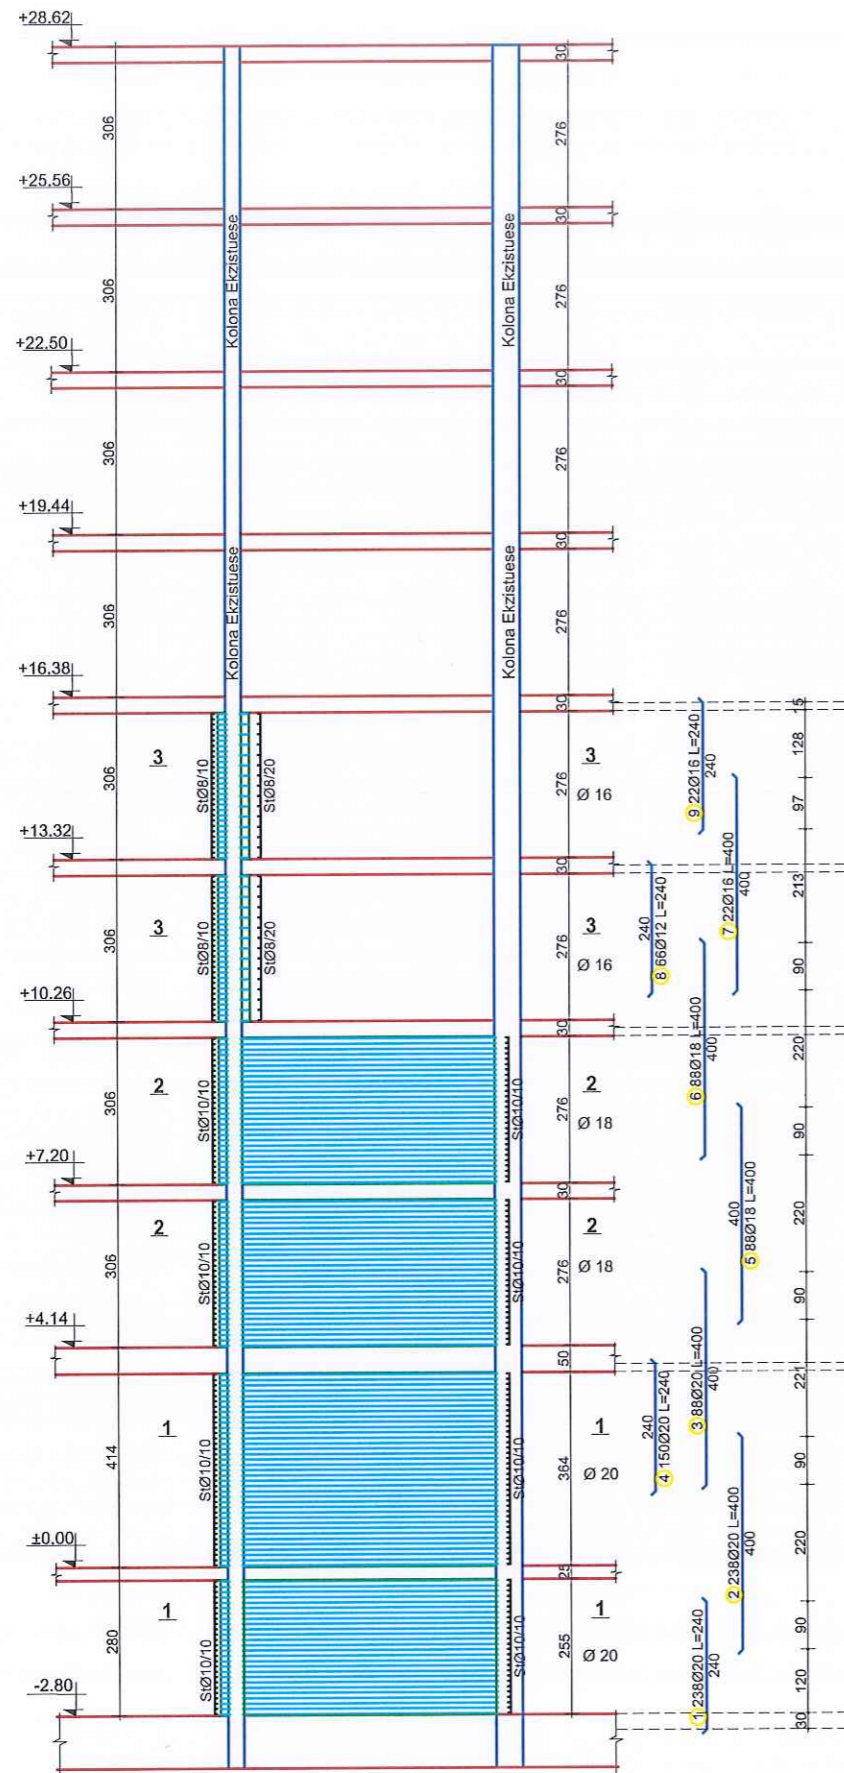 +28.62
30
306
276
+25.56
30
Kolona Ekzistuese
Kolona Ekzistuese
306
276
+22.50
30
306
276
+19.44
30
Kolona Ekzistuese
Kolona Ekzistuese
306
276
+16.38
30
15
306
3
StØ8/10
StØ8/20
276
3
Ø 16
9 22Ø16 L=240
240
128
97
+13.32
30
306
3
StØ8/10
StØ8/20
276
3
Ø 16
240
8 66Ø12 L=240
7 22Ø16 L=400
400
213
90
+10.26
30
306
2
StØ10/10
StØ10/10
276
2
Ø 18
6 88Ø18 L=400
400
220
90
+7.20
30
306
2
StØ10/10
StØ10/10
276
2
Ø 18
400
5 88Ø18 L=400
220
90
+4.14
50
414
1
StØ10/10
StØ10/10
364
1
Ø 20
240
4 150Ø20 L=240
3 88Ø20 L=400
400
221
90
±0.00
25
2 238Ø20 L=400
400
220
280
1
StØ10/10
StØ10/10
255
1
Ø 20
1 238Ø20 L=240
240
90
120
-2.80
30